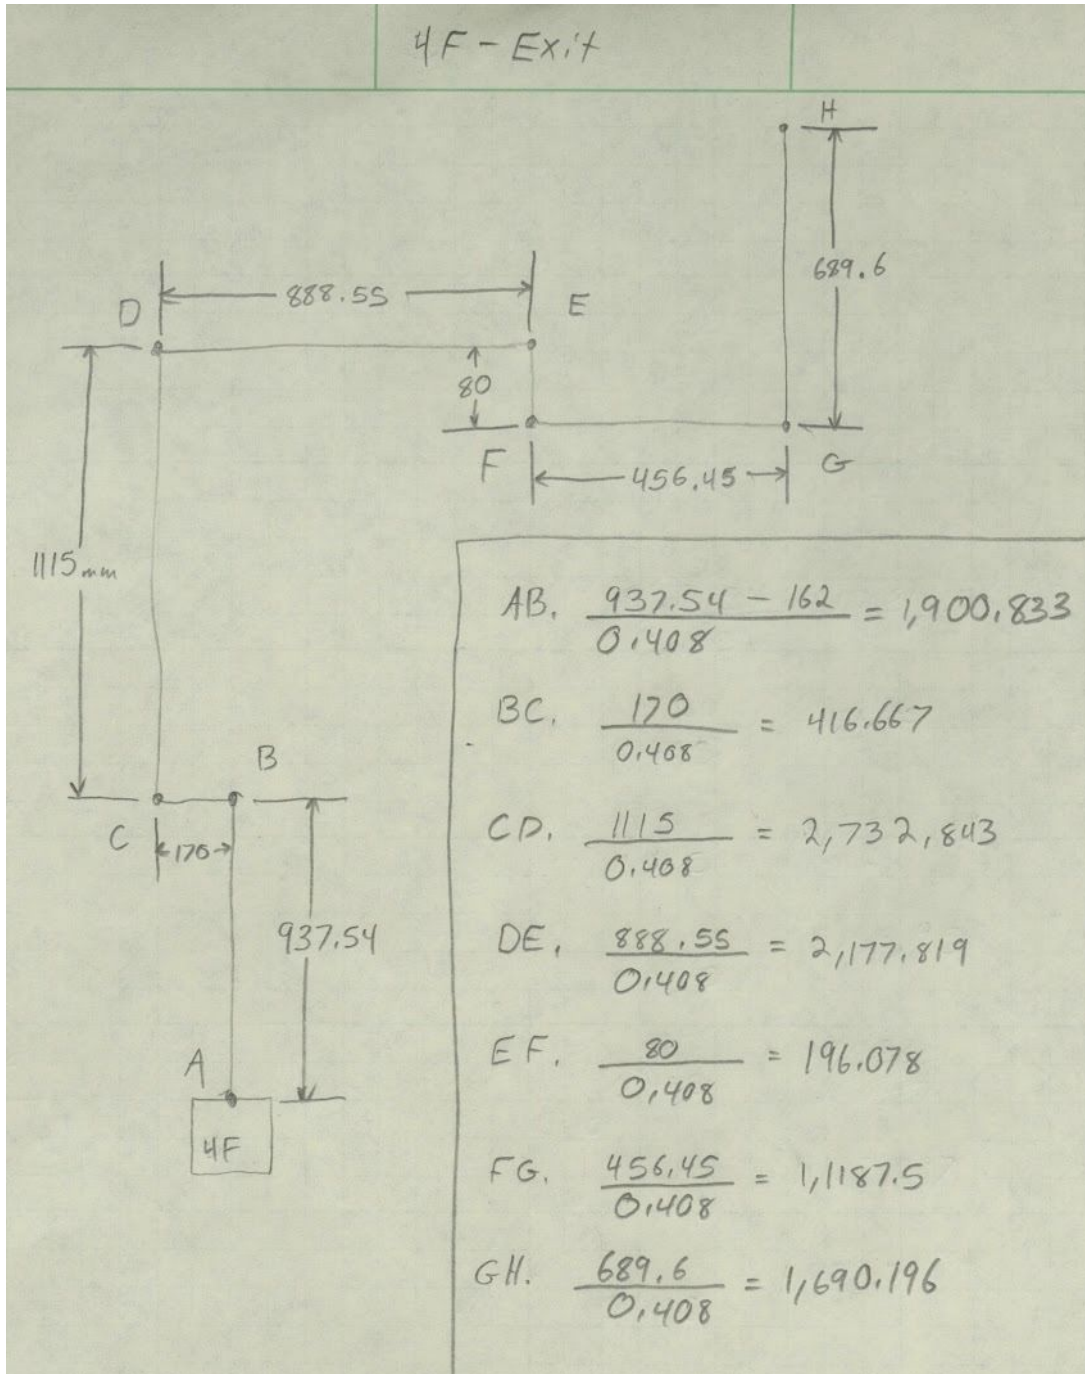 4F - Exit
H
689.6
888.55
D
E
80
F
456.45
G
1115mm
B
C
170
937.54
A
4F
AB. 937.54 - 162 / 0.408 = 1,900.833
BC. 170 / 0.408 = 416.667
CD. 1115 / 0.408 = 2,732,843
DE. 888.55 / 0.408 = 2,177.819
EF. 80 / 0.408 = 196.078
FG. 456.45 / 0.408 = 1,1187.5
GH. 689.6 / 0.408 = 1,690.196